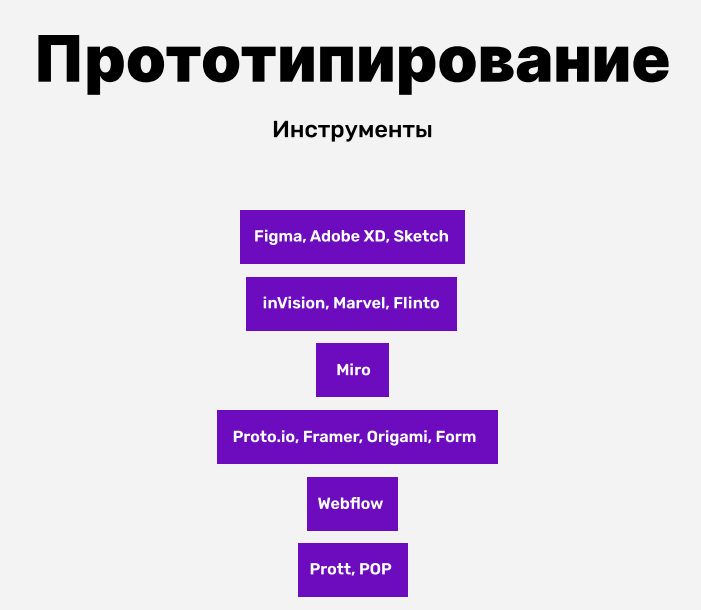 Прототипирование
Инструменты
Figma, Adobe XD, Sketch
inVision, Marvel, Flinto
Miro
Proto.io, Framer, Origami, Form
Webflow
Prott, POP